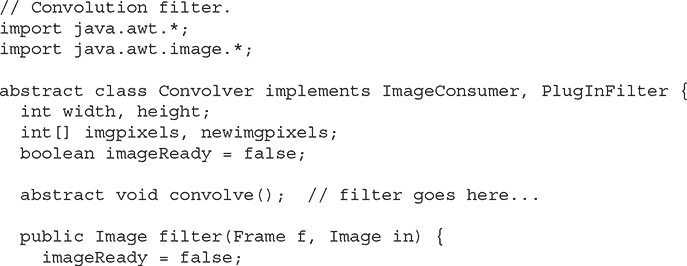 // Convolution filter.
import java.awt.*;
import java.awt.image.*;

abstract class Convolver implements ImageConsumer, PlugInFilter {
  int width, height;
  int[] imgpixels, newimgpixels;
  boolean imageReady = false;

  abstract void convolve();  // filter goes here...

  public Image filter(Frame f, Image in) {
    imageReady = false;